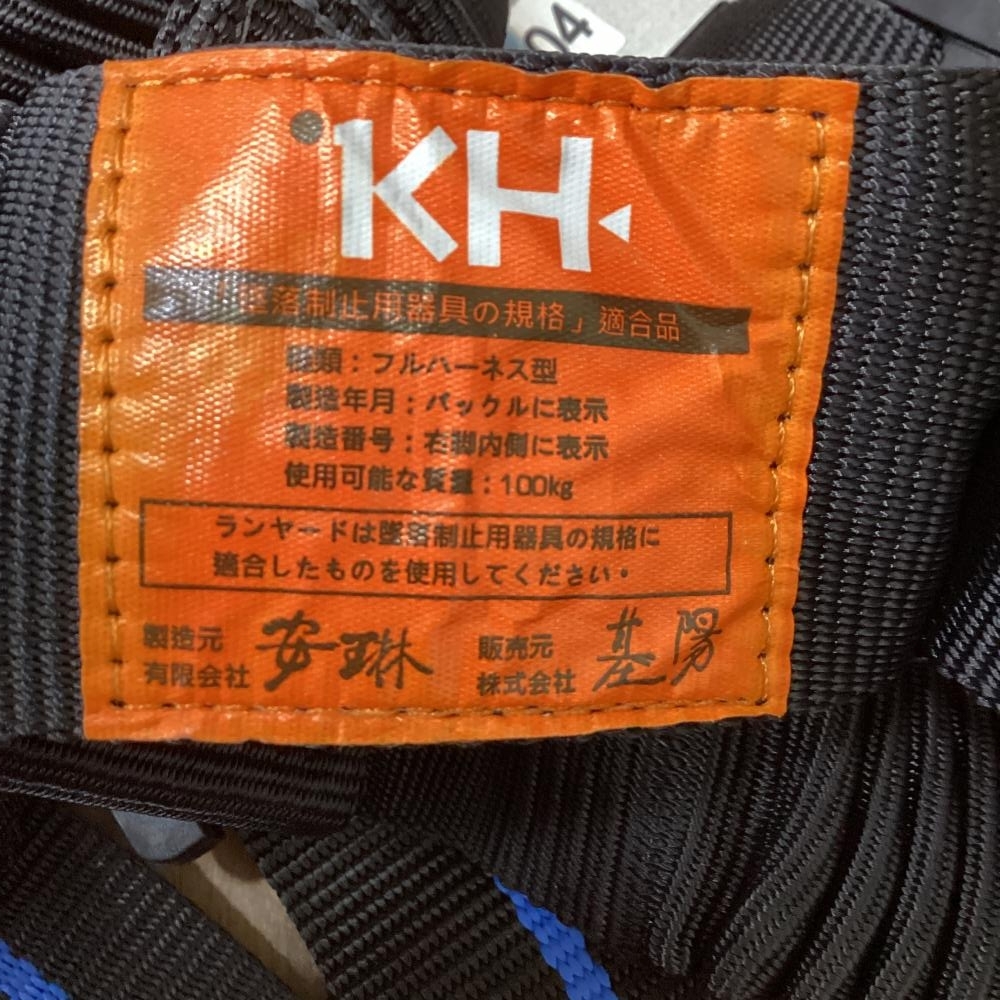 04
KH
「墜落制止用器具の規格」適合品
種類：フルハーネス型
製造年月：バックルに表示
製造番号：右脚内側に表示
使用可能な質量：100kg
ランヤードは墜落制止用器具の規格に
適合したものを使用してください。
製造元
有限会社 安琳
販売元
株式会社 基陽